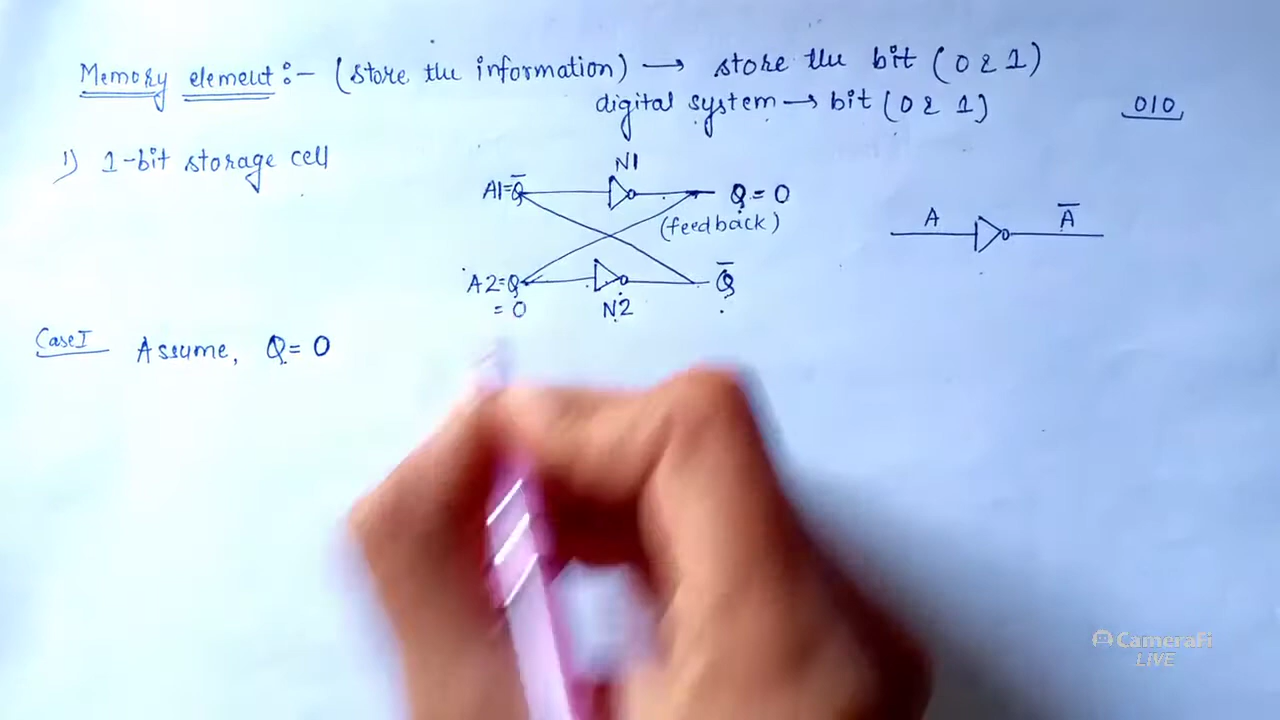 Memory element :- (store the information) → store the bit (0 & 1)
digital system → bit (0 & 1)
010
1) 1-bit storage cell
N1
A1=Q̅
Q = 0
(feedback)
A
A̅
A2=Q
= 0
N2
Q̅
Case I Assume, Q = 0
CameraFi
LiVE